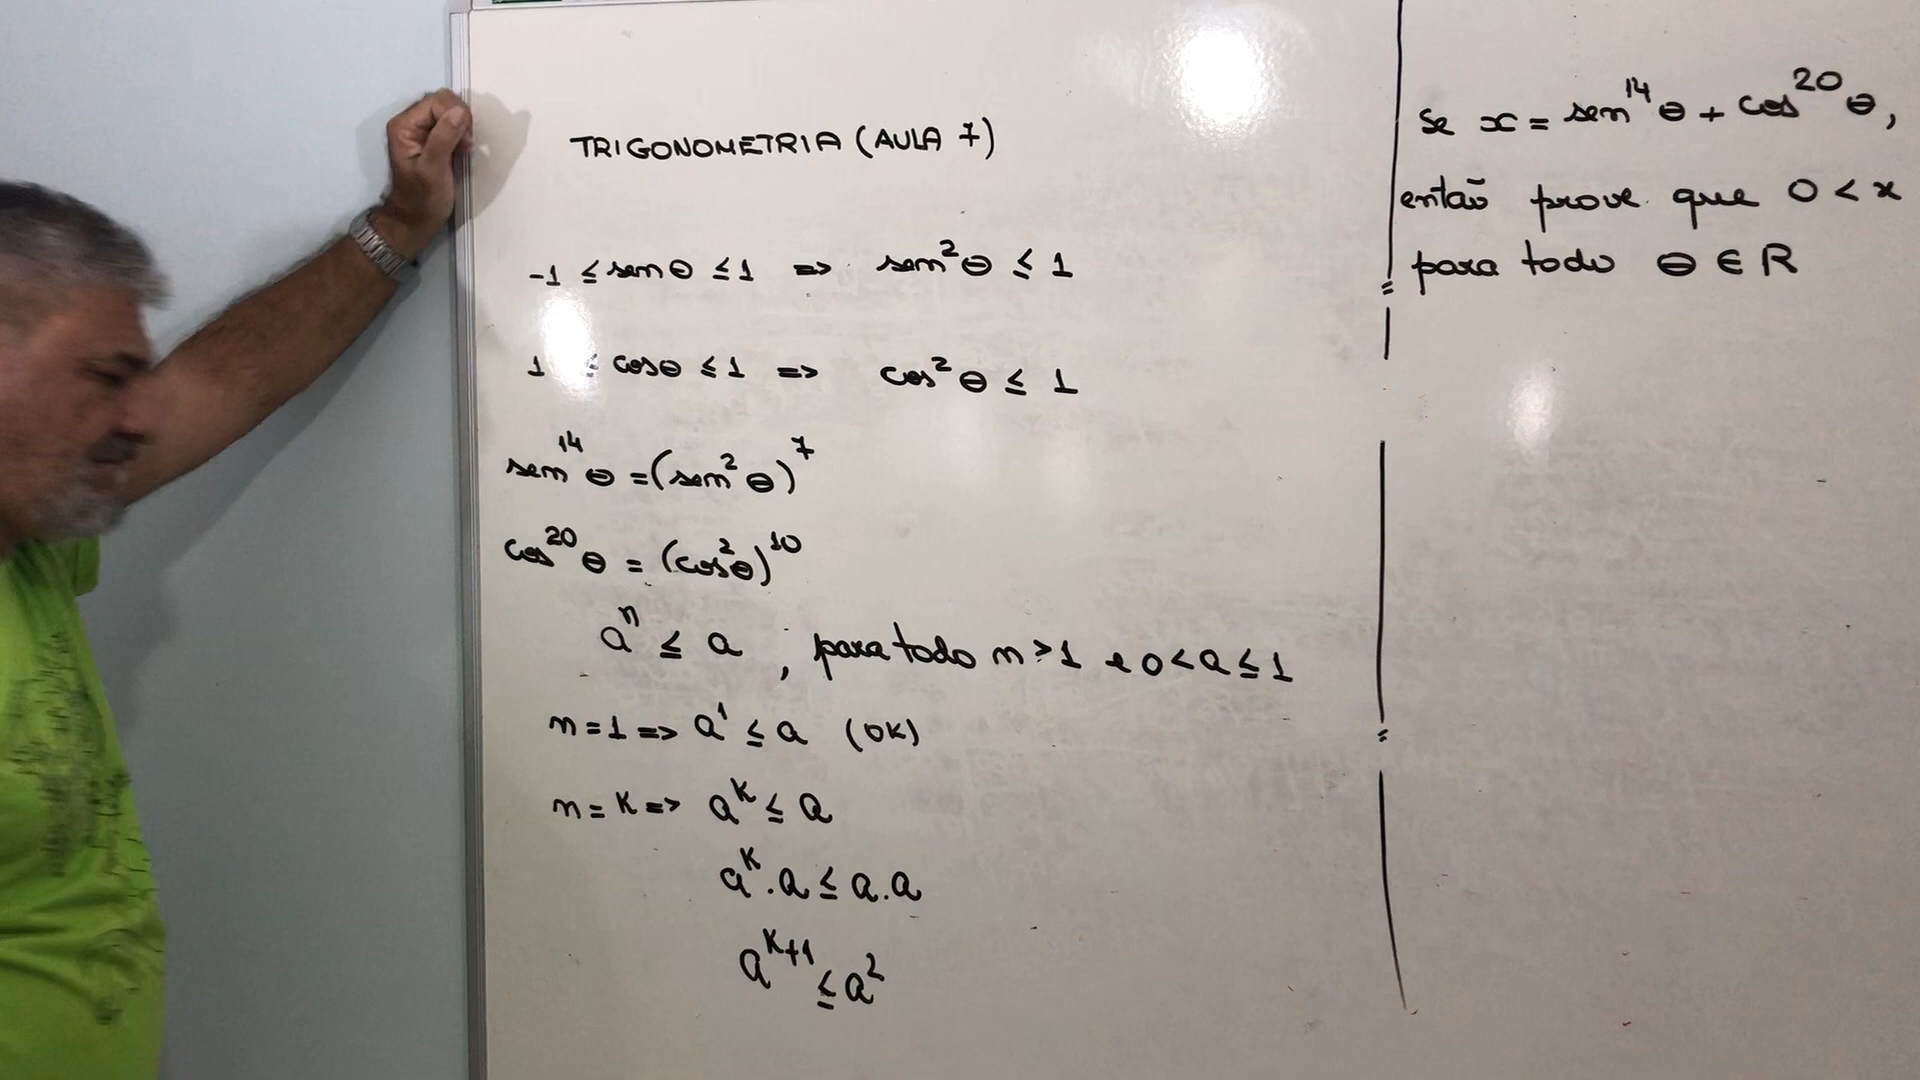 TRIGONOMETRIA (AULA 7)
-1 ≤ sen θ ≤ 1 => sen²θ ≤ 1
1 ≤ cos θ ≤ 1 => cos²θ ≤ 1
sen¹⁴θ = (sen²θ)⁷
cos²⁰θ = (cos²θ)¹⁰
aⁿ ≤ a , para todo n > 1 e 0 < a ≤ 1
n = 1 => a¹ ≤ a (OK)
n = K => aᴷ ≤ a
aᴷ . a ≤ a . a
aᴷ⁺¹ ≤ a²
Se x = sen¹⁴θ + cos²⁰θ ,
então prove que 0 < x
para todo θ ∈ R